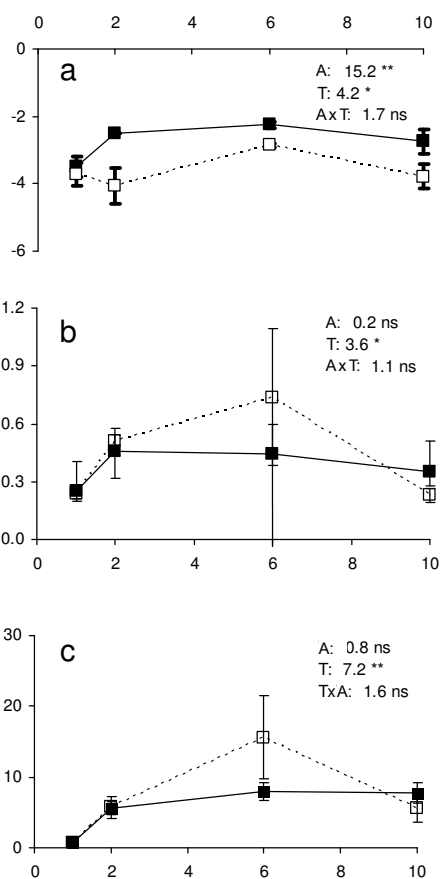 0 2 4 6 8 10
0
a
A: 15.2 **
T: 4.2 *
-2
A x T: 1.7 ns
-4
-6
1.2
b
A: 0.2 ns
T: 3.6 *
0.9
A x T: 1.1 ns
0.6
0.3
0.0
0 2 4 6 8 10
30
c
A: 0.8 ns
T: 7.2 **
TxA: 1.6 ns
20
10
0
0 2 4 6 8 10